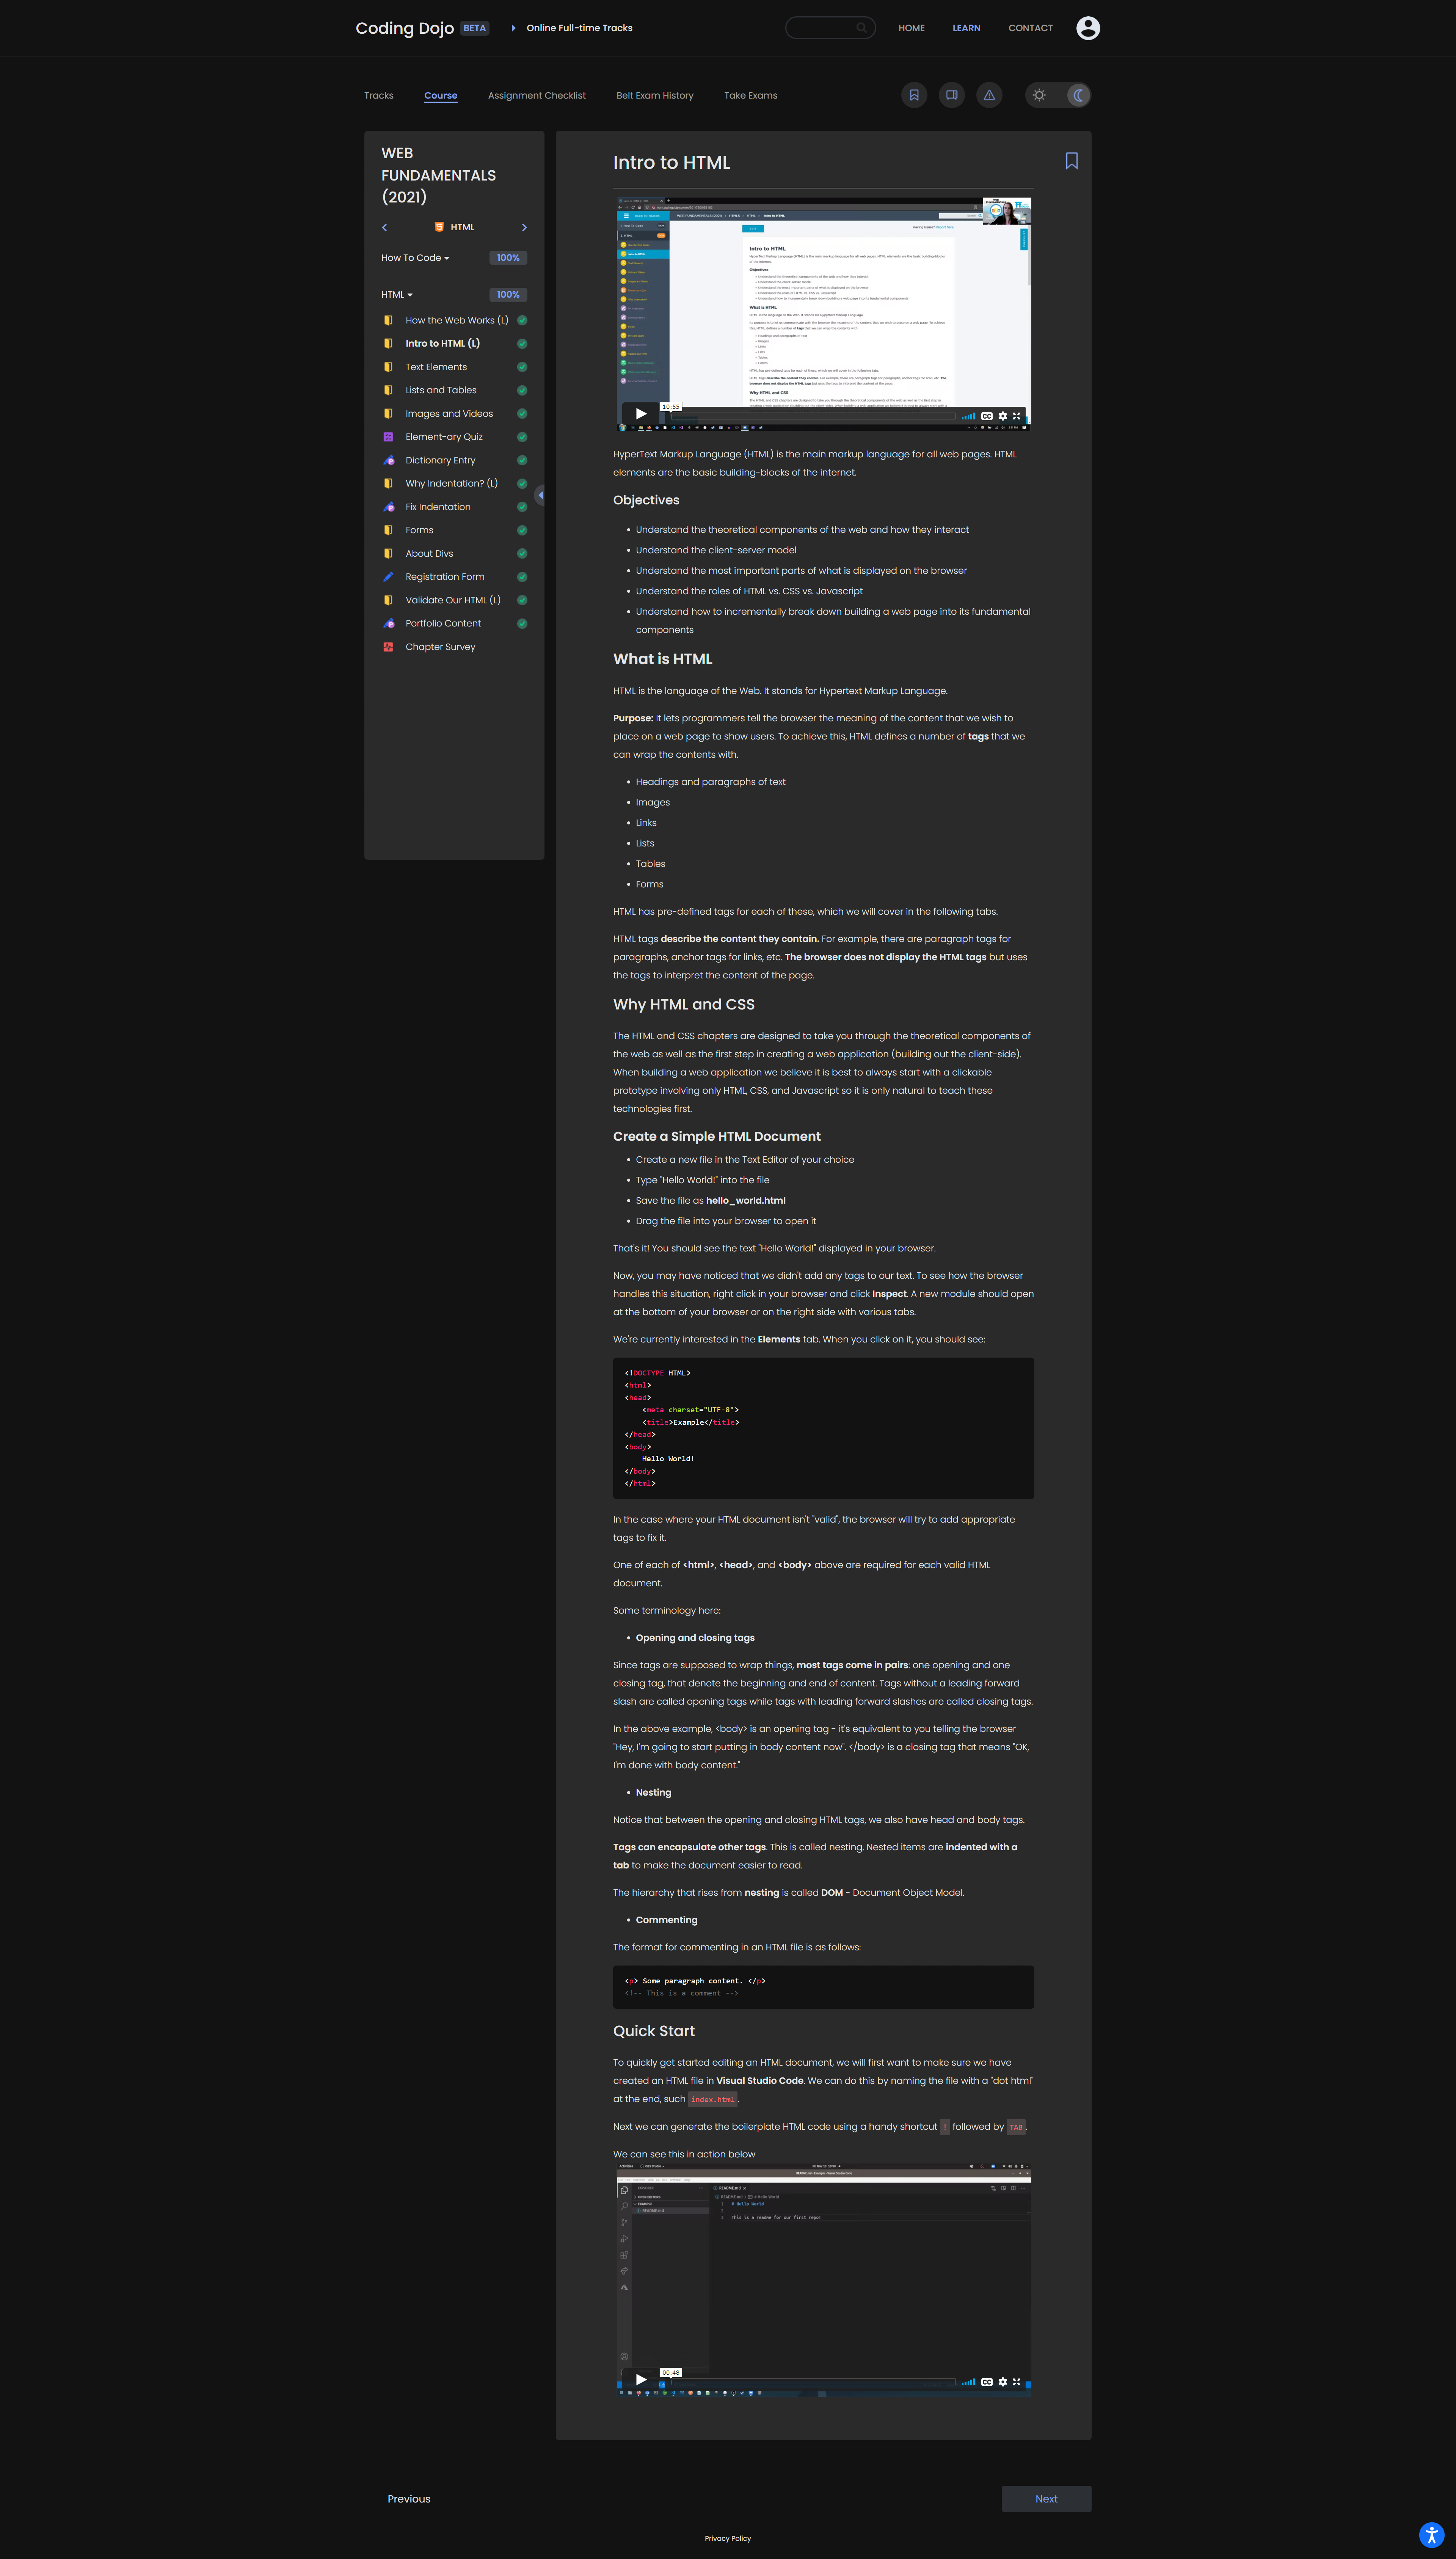 Coding Dojo BETA
Online Full-time Tracks
HOME
LEARN
CONTACT
Tracks
Course
Assignment Checklist
Belt Exam History
Take Exams
WEB
FUNDAMENTALS
(2021)
HTML
How To Code
100%
HTML
100%
How the Web Works (L)
Intro to HTML (L)
Text Elements
Lists and Tables
Images and Videos
Element-ary Quiz
Dictionary Entry
Why Indentation? (L)
Fix Indentation
Forms
About Divs
Registration Form
Validate Our HTML (L)
Portfolio Content
Chapter Survey
Intro to HTML
Intro to HTML
Objectives
What is HTML
Why HTML and CSS
10:55
CC
HyperText Markup Language (HTML) is the main markup language for all web pages. HTML
elements are the basic building-blocks of the internet.
Objectives
• Understand the theoretical components of the web and how they interact
• Understand the client-server model
• Understand the most important parts of what is displayed on the browser
• Understand the roles of HTML vs. CSS vs. Javascript
• Understand how to incrementally break down building a web page into its fundamental
components
What is HTML
HTML is the language of the Web. It stands for Hypertext Markup Language.
Purpose: It lets programmers tell the browser the meaning of the content that we wish to
place on a web page to show users. To achieve this, HTML defines a number of tags that we
can wrap the contents with.
• Headings and paragraphs of text
• Images
• Links
• Lists
• Tables
• Forms
HTML has pre-defined tags for each of these, which we will cover in the following tabs.
HTML tags describe the content they contain. For example, there are paragraph tags for
paragraphs, anchor tags for links, etc. The browser does not display the HTML tags but uses
the tags to interpret the content of the page.
Why HTML and CSS
The HTML and CSS chapters are designed to take you through the theoretical components of
the web as well as the first step in creating a web application (building out the client-side).
When building a web application we believe it is best to always start with a clickable
prototype involving only HTML, CSS, and Javascript so it is only natural to teach these
technologies first.
Create a Simple HTML Document
• Create a new file in the Text Editor of your choice
• Type "Hello World!" into the file
• Save the file as hello_world.html
• Drag the file into your browser to open it
That's it! You should see the text "Hello World!" displayed in your browser.
Now, you may have noticed that we didn't add any tags to our text. To see how the browser
handles this situation, right click in your browser and click Inspect. A new module should open
at the bottom of your browser or on the right side with various tabs.
We're currently interested in the Elements tab. When you click on it, you should see:
<!DOCTYPE HTML>
<html>
<head>
<meta charset="UTF-8">
<title>Example</title>
</head>
<body>
Hello World!
</body>
</html>
In the case where your HTML document isn't "valid", the browser will try to add appropriate
tags to fix it.
One of each of <html>, <head>, and <body> above are required for each valid HTML
document.
Some terminology here:
• Opening and closing tags
Since tags are supposed to wrap things, most tags come in pairs: one opening and one
closing tag, that denote the beginning and end of content. Tags without a leading forward
slash are called opening tags while tags with leading forward slashes are called closing tags.
In the above example, <body> is an opening tag - it's equivalent to you telling the browser
"Hey, I'm going to start putting in body content now". </body> is a closing tag that means "OK,
I'm done with body content."
• Nesting
Notice that between the opening and closing HTML tags, we also have head and body tags.
Tags can encapsulate other tags. This is called nesting. Nested items are indented with a
tab to make the document easier to read.
The hierarchy that rises from nesting is called DOM - Document Object Model.
• Commenting
The format for commenting in an HTML file is as follows:
<p> Some paragraph content. </p>
<!-- This is a comment -->
Quick Start
To quickly get started editing an HTML document, we will first want to make sure we have
created an HTML file in Visual Studio Code. We can do this by naming the file with a "dot html"
at the end, such index.html.
Next we can generate the boilerplate HTML code using a handy shortcut ! followed by TAB.
We can see this in action below
README.md
# Hello World
This is a readme for our first repo!
00:48
CC
Previous
Next
Privacy Policy